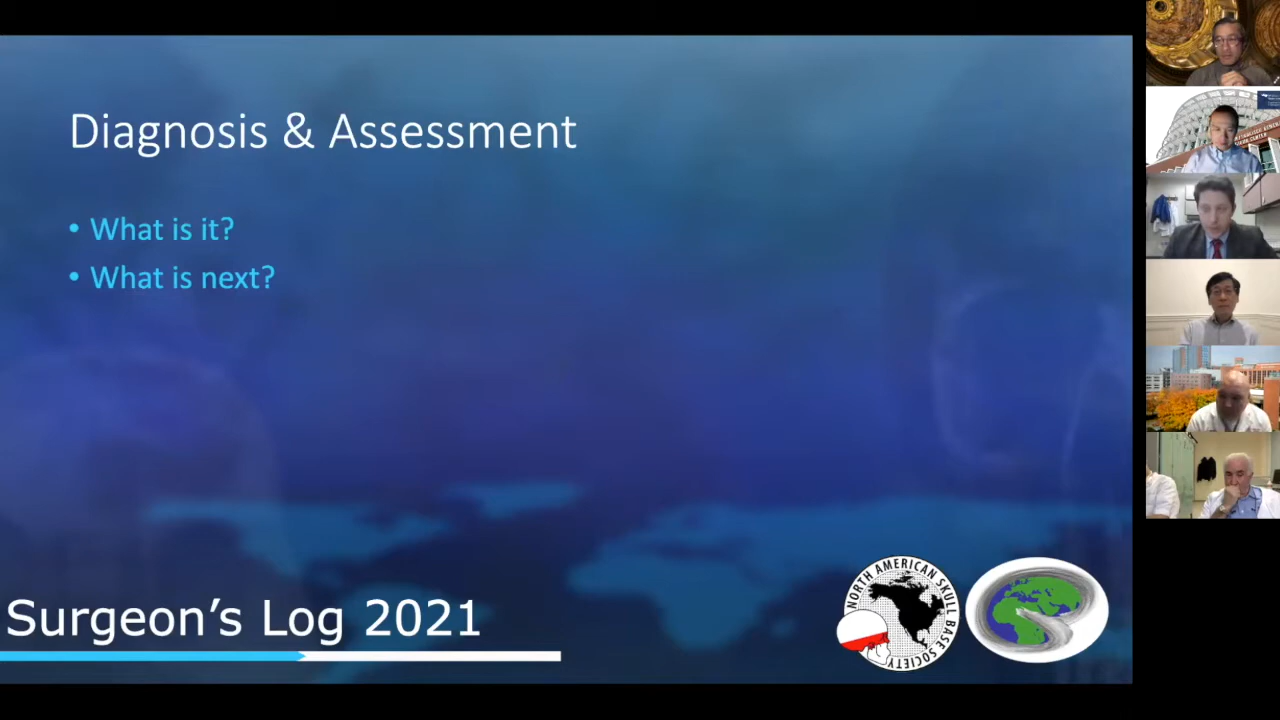 Diagnosis & Assessment
• What is it?
• What is next?
Surgeon's Log 2021
NORTH AMERICAN SKULL BASE SOCIETY